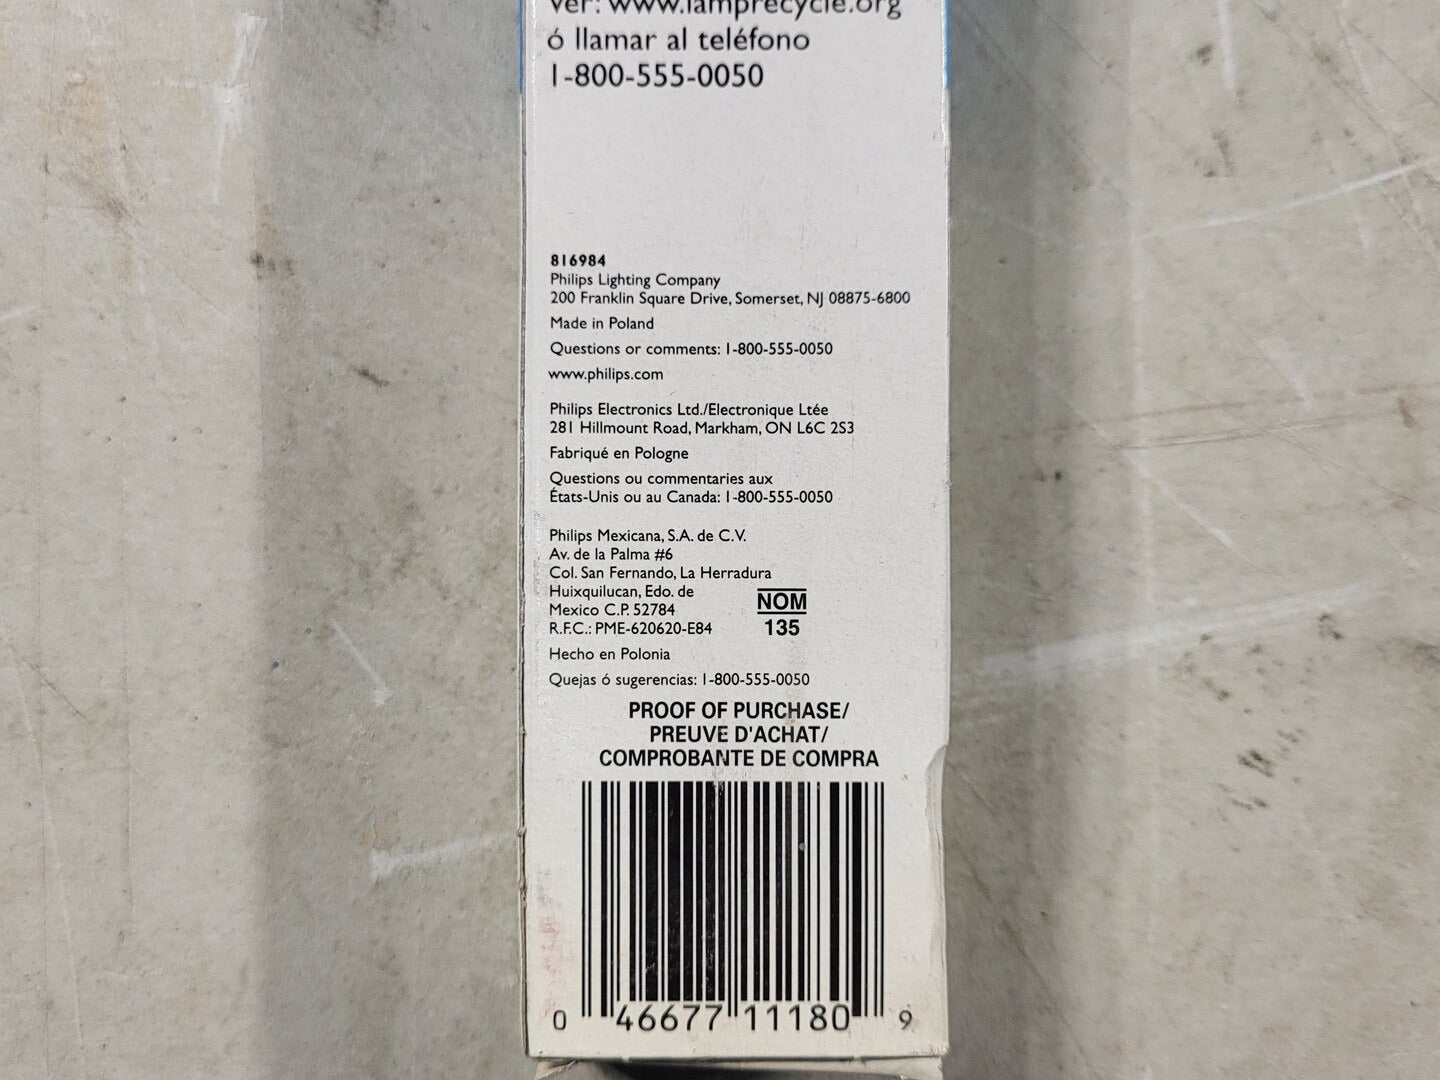 ver: www.lamprecycle.org
ó llamar al teléfono
1-800-555-0050
816984
Philips Lighting Company
200 Franklin Square Drive, Somerset, NJ 08875-6800
Made in Poland
Questions or comments: 1-800-555-0050
www.philips.com
Philips Electronics Ltd./Electronique Ltée
281 Hillmount Road, Markham, ON L6C 2S3
Fabriqué en Pologne
Questions ou commentaries aux
États-Unis ou au Canada: 1-800-555-0050
Philips Mexicana, S.A. de C.V.
Av. de la Palma #6
Col. San Fernando, La Herradura
Huixquilucan, Edo. de
Mexico C.P. 52784
R.F.C.: PME-620620-E84
NOM
135
Hecho en Polonia
Quejas ó sugerencias: 1-800-555-0050
PROOF OF PURCHASE/
PREUVE D'ACHAT/
COMPROBANTE DE COMPRA
0 46677 11180 9